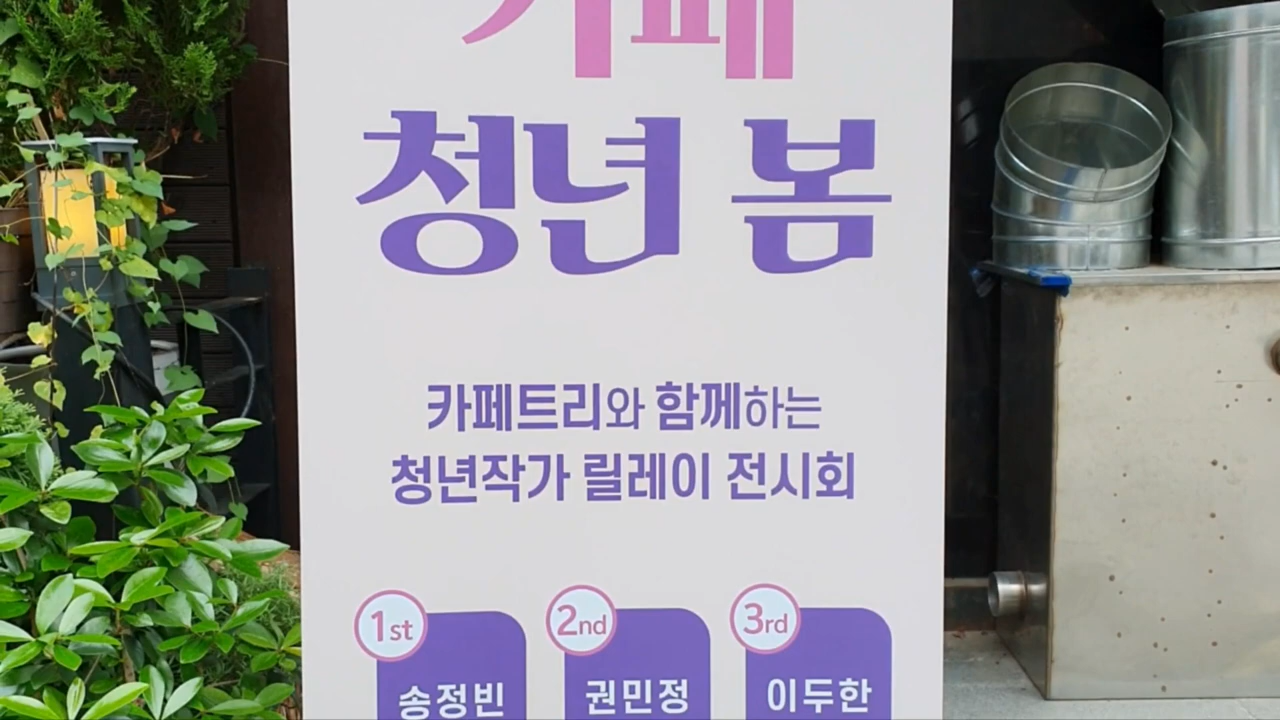 카페
청년 봄
카페트리와 함께하는
청년작가 릴레이 전시회
1st 2nd 3rd
송정빈 권민정 이두한